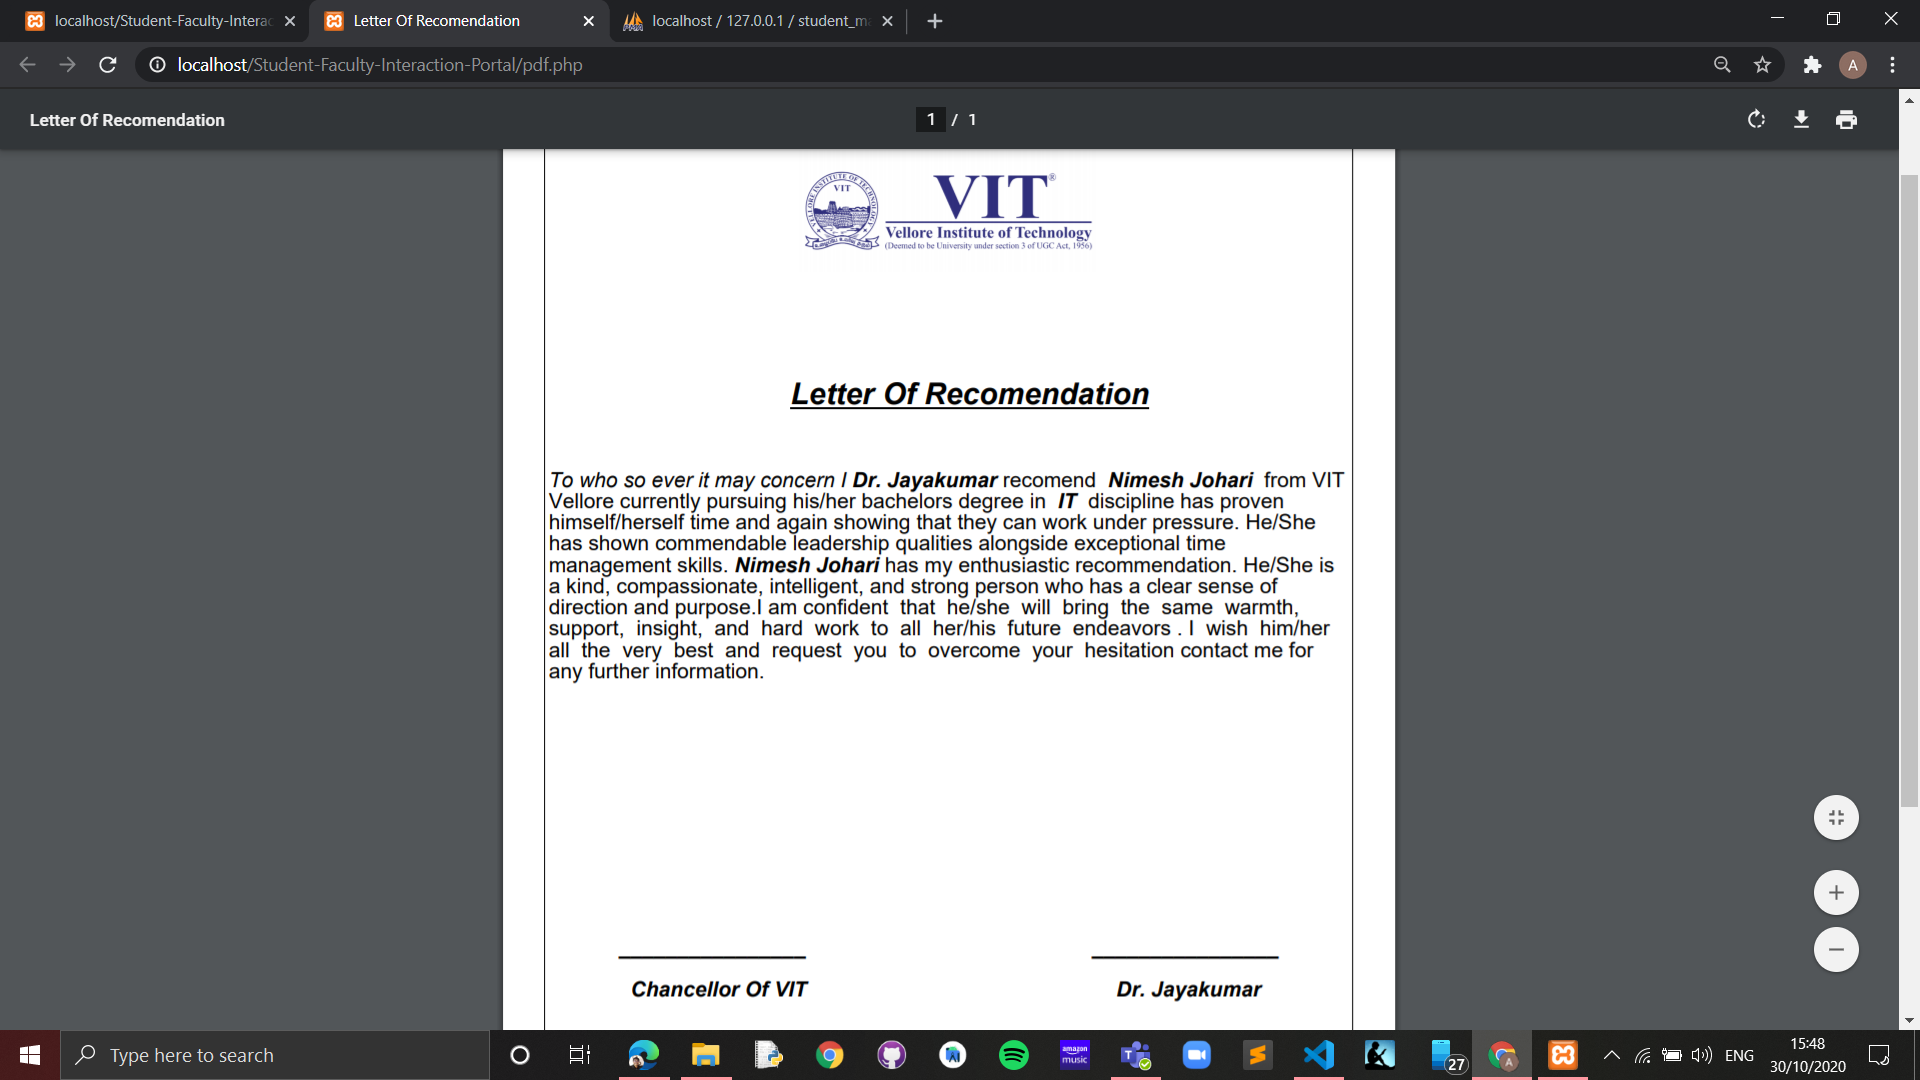 localhost/Student-Faculty-Interac
Letter Of Recomendation
localhost / 127.0.0.1 / student_m
localhost/Student-Faculty-Interaction-Portal/pdf.php
A
Letter Of Recomendation
1 / 1
VELLORE INSTITUTE OF TECHNOLOGY
VIT
VIT®
Vellore Institute of Technology
(Deemed to be University under section 3 of UGC Act, 1956)
Letter Of Recomendation
To who so ever it may concern I Dr. Jayakumar recomend Nimesh Johari from VIT
Vellore currently pursuing his/her bachelors degree in IT discipline has proven
himself/herself time and again showing that they can work under pressure. He/She
has shown commendable leadership qualities alongside exceptional time
management skills. Nimesh Johari has my enthusiastic recommendation. He/She is
a kind, compassionate, intelligent, and strong person who has a clear sense of
direction and purpose.I am confident that he/she will bring the same warmth,
support, insight, and hard work to all her/his future endeavors . I wish him/her
all the very best and request you to overcome your hesitation contact me for
any further information.
Chancellor Of VIT
Dr. Jayakumar
Type here to search
amazon music
27
A
ENG
15:48
30/10/2020